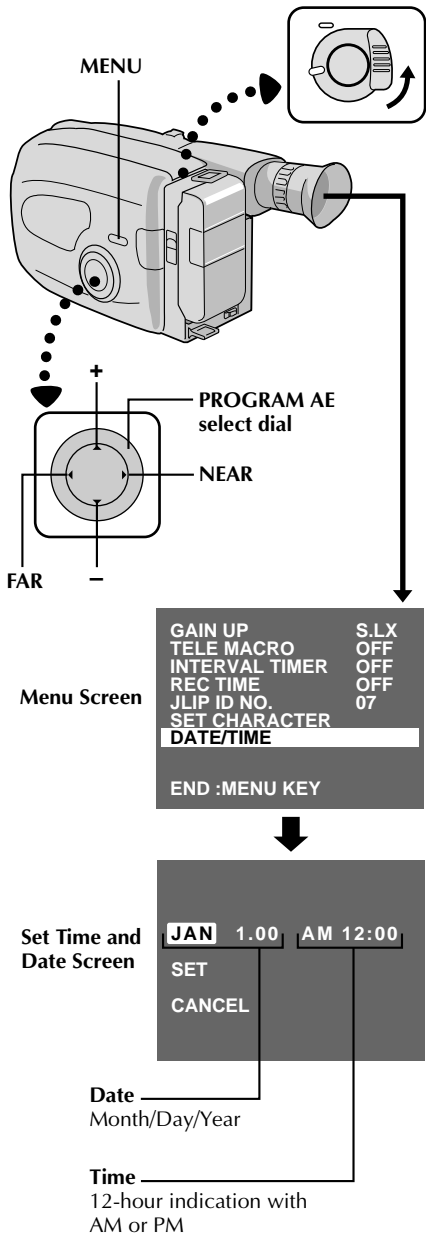 MENU
+
PROGRAM AE
select dial
NEAR
FAR
–
Menu Screen
GAIN UP S.LX
TELE MACRO OFF
INTERVAL TIMER OFF
REC TIME OFF
JLIP ID NO. 07
SET CHARACTER
DATE/TIME
END :MENU KEY
Set Time and
Date Screen
JAN 1.00 AM 12:00
SET
CANCEL
Date
Month/Day/Year
Time
12-hour indication with
AM or PM